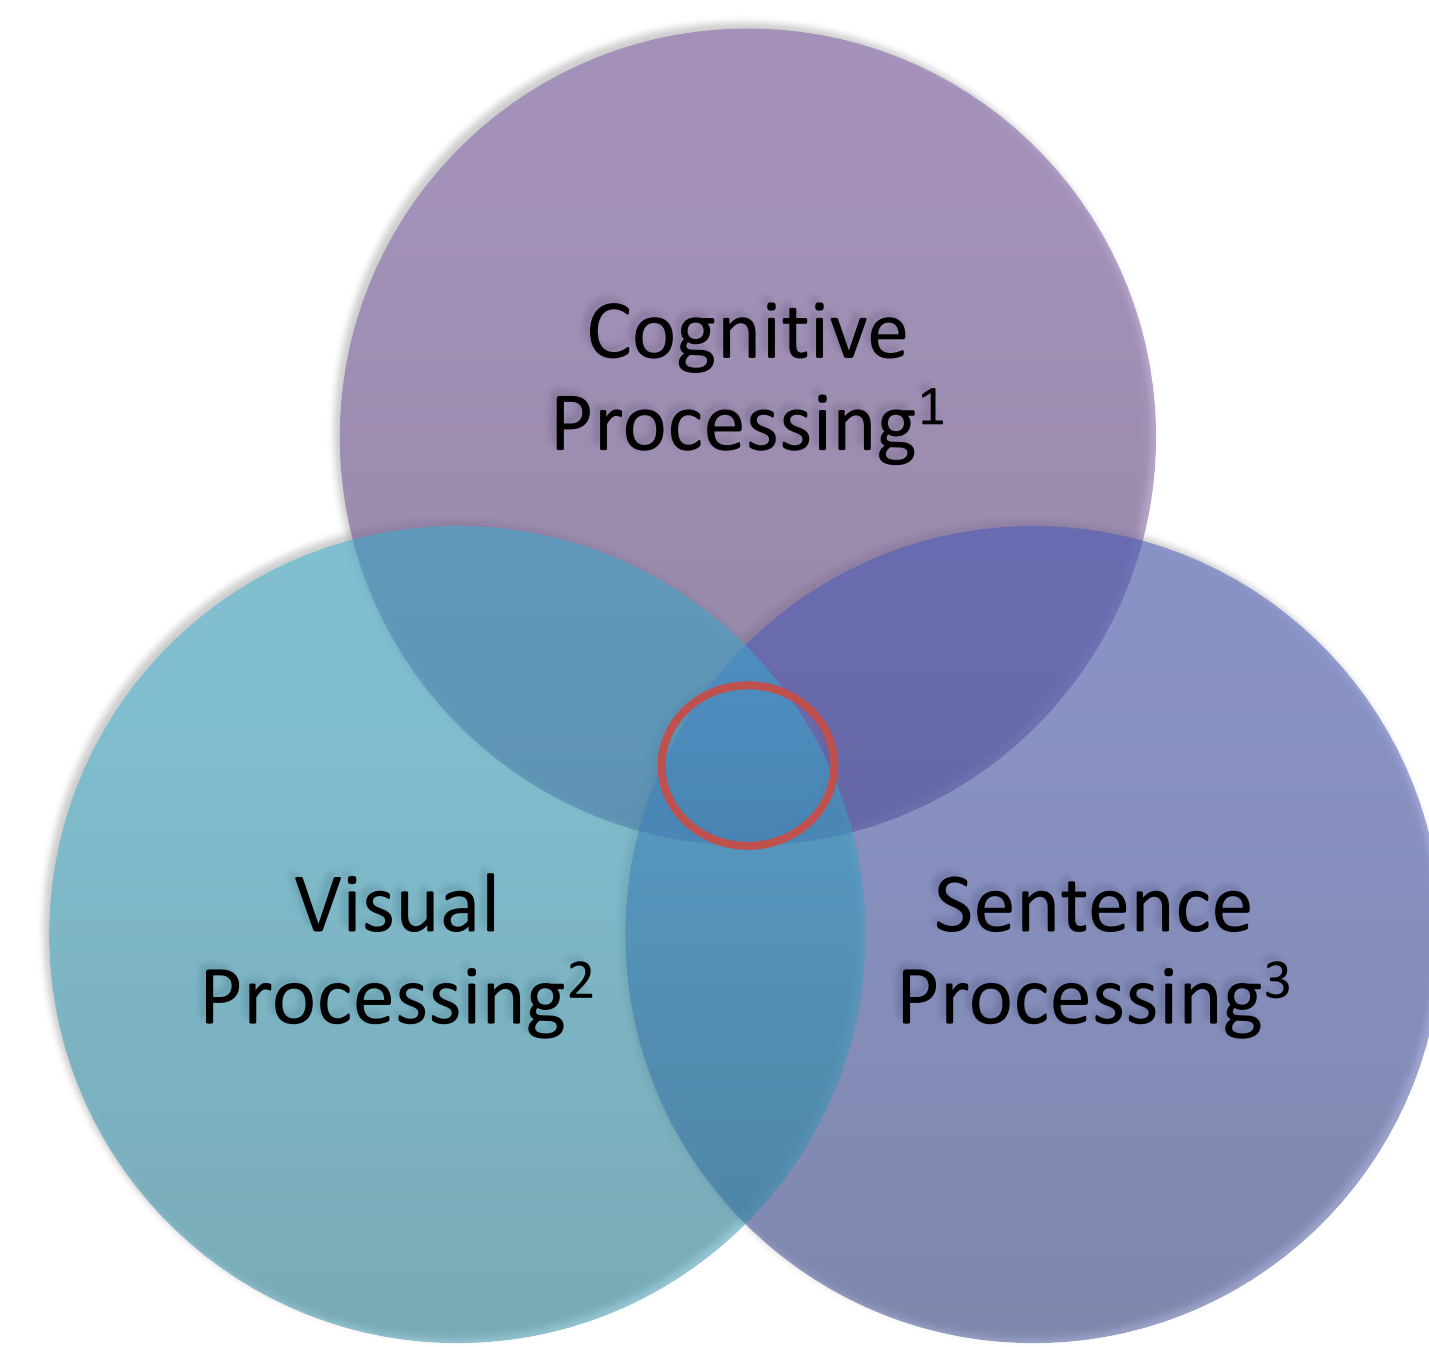 Cognitive
Processing¹
Visual
Processing²
Sentence
Processing³